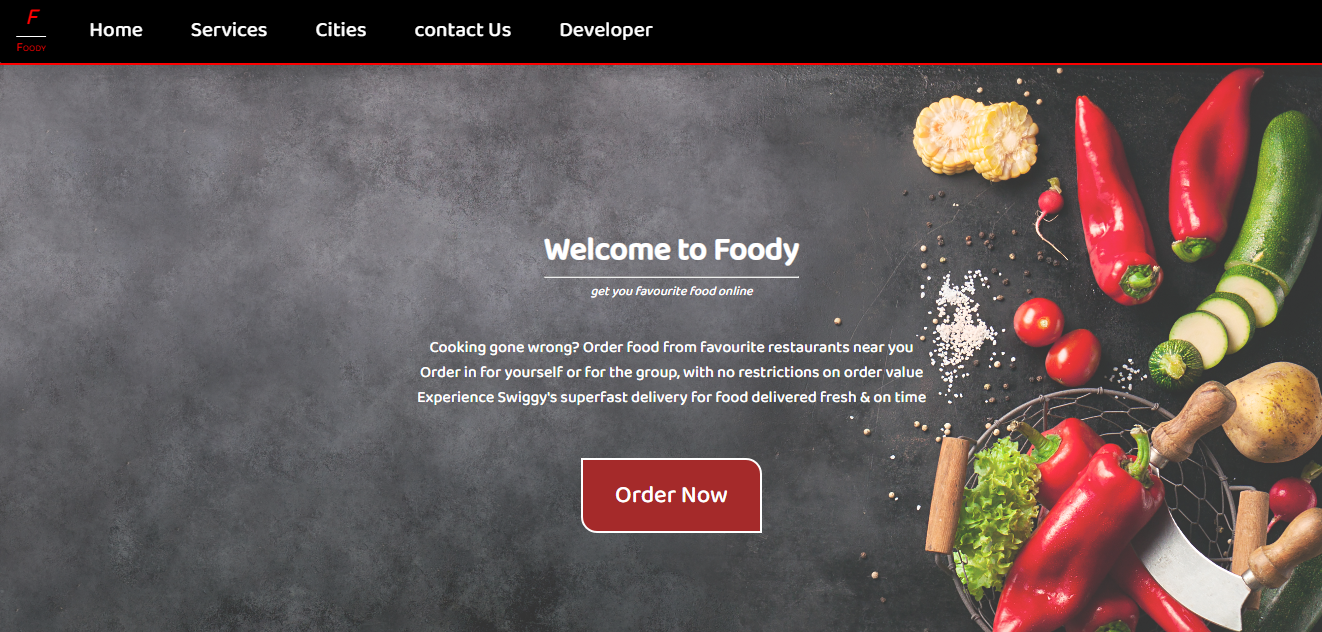 F
Foody
Home Services Cities contact Us Developer
Welcome to Foody
get you favourite food online
Cooking gone wrong? Order food from favourite restaurants near you
Order in for yourself or for the group, with no restrictions on order value
Experience Swiggy's superfast delivery for food delivered fresh & on time
Order Now